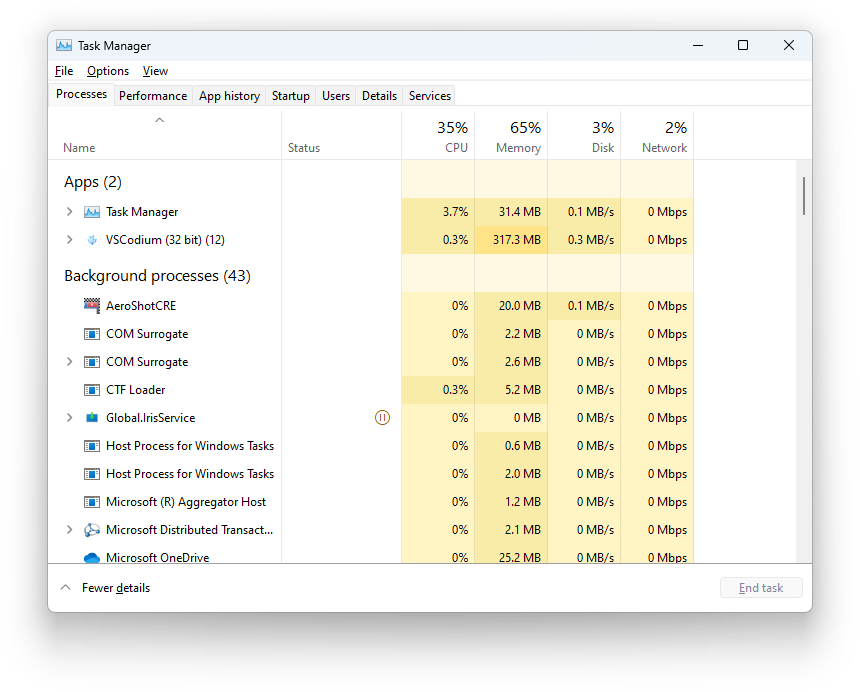 Task Manager
File Options View
Processes Performance App history Startup Users Details Services
35% 65% 3% 2%
Name Status CPU Memory Disk Network
Apps (2)
Task Manager 3.7% 31.4 MB 0.1 MB/s 0 Mbps
VSCodium (32 bit) (12) 0.3% 317.3 MB 0.3 MB/s 0 Mbps
Background processes (43)
AeroShotCRE 0% 20.0 MB 0.1 MB/s 0 Mbps
COM Surrogate 0% 2.2 MB 0 MB/s 0 Mbps
COM Surrogate 0% 2.6 MB 0 MB/s 0 Mbps
CTF Loader 0.3% 5.2 MB 0 MB/s 0 Mbps
Global.IrisService 0% 0 MB 0 MB/s 0 Mbps
Host Process for Windows Tasks 0% 0.6 MB 0 MB/s 0 Mbps
Host Process for Windows Tasks 0% 2.0 MB 0 MB/s 0 Mbps
Microsoft (R) Aggregator Host 0% 1.2 MB 0 MB/s 0 Mbps
Microsoft Distributed Transact... 0% 2.1 MB 0 MB/s 0 Mbps
Microsoft OneDrive 0% 25.2 MB 0 MB/s 0 Mbps
Fewer details End task